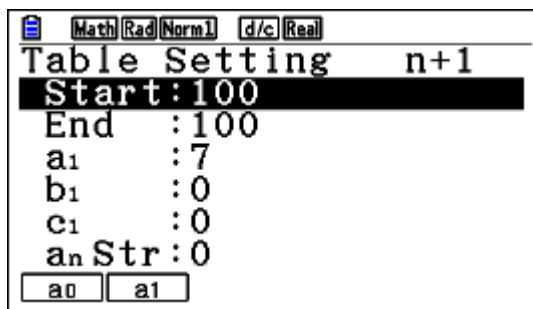 Math Rad Norm1 d/c Real
Table Setting n+1
Start:100
End :100
a₁ :7
b₁ :0
c₁ :0
aₙ Str:0
a₀ a₁